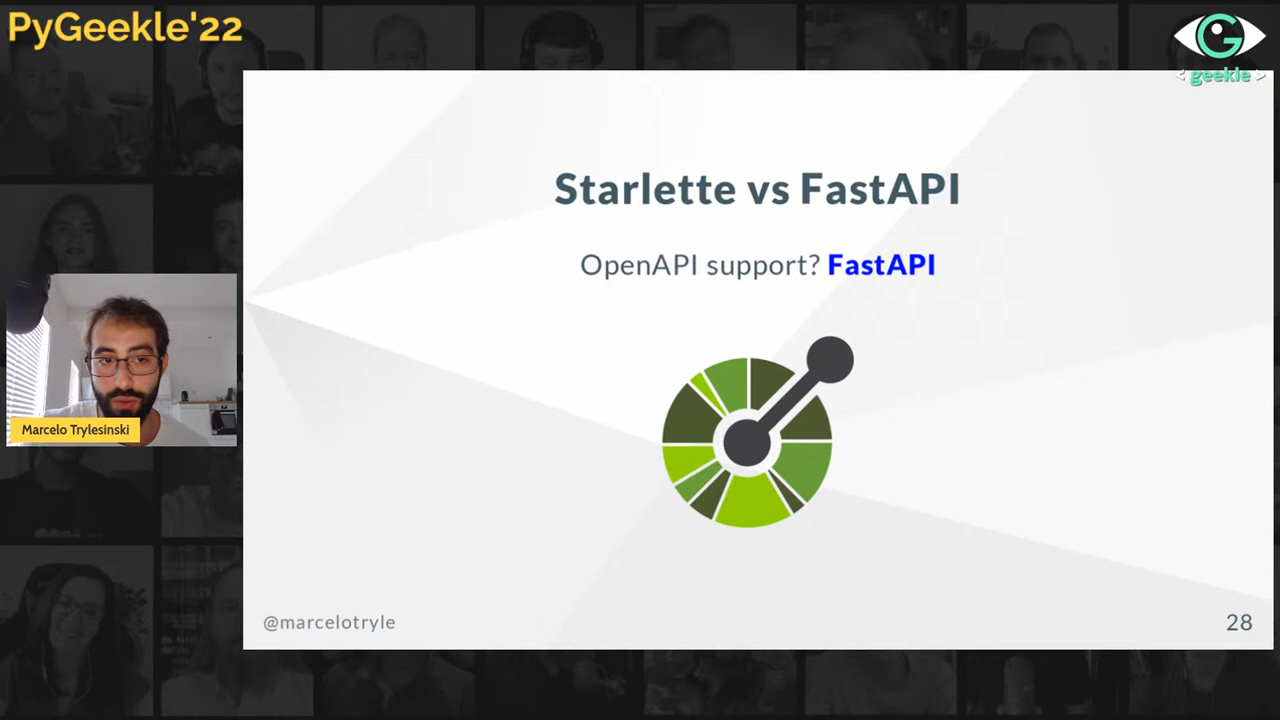 PyGeekle'22
< geekle >
Starlette vs FastAPI
OpenAPI support? FastAPI
Marcelo Trylesinski
@marcelotryle
28